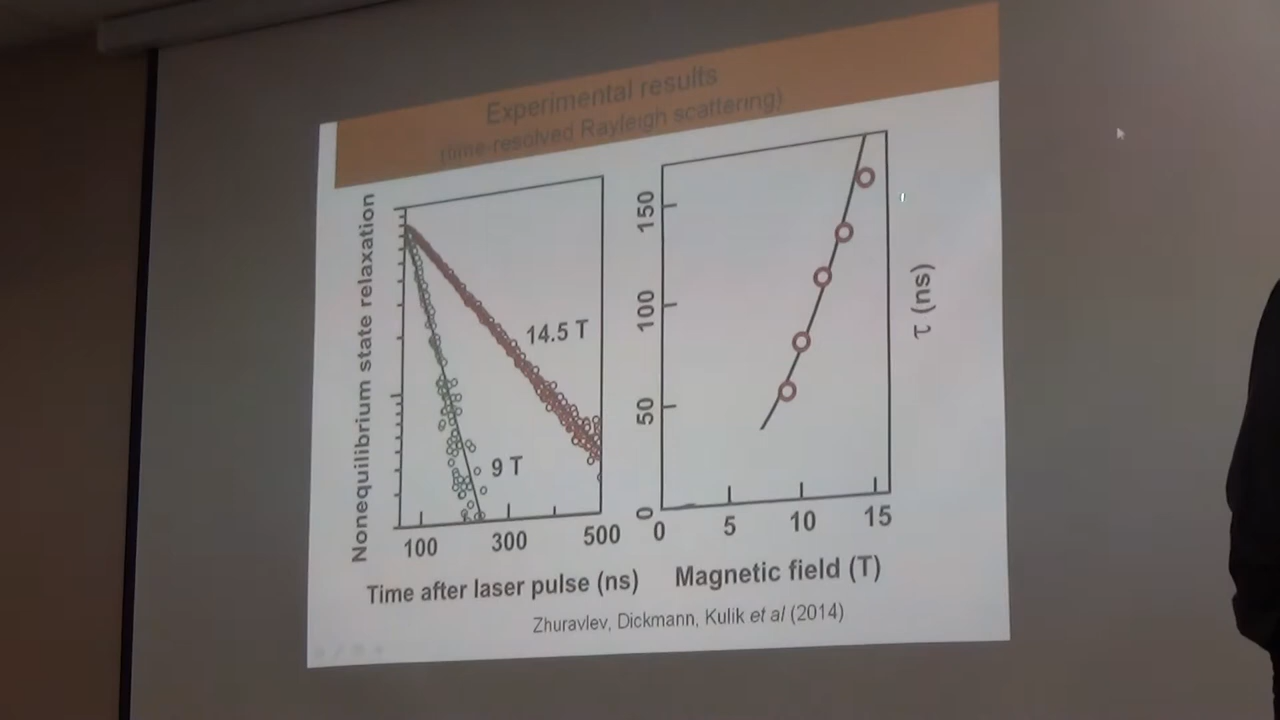 Experimental results
(time-resolved Rayleigh scattering)
Nonequilibrium state relaxation
14.5 T
9 T
100 300 500
Time after laser pulse (ns)
150
100
50
0
0 5 10 15
Magnetic field (T)
τ (ns)
Zhuravlev, Dickmann, Kulik et al (2014)